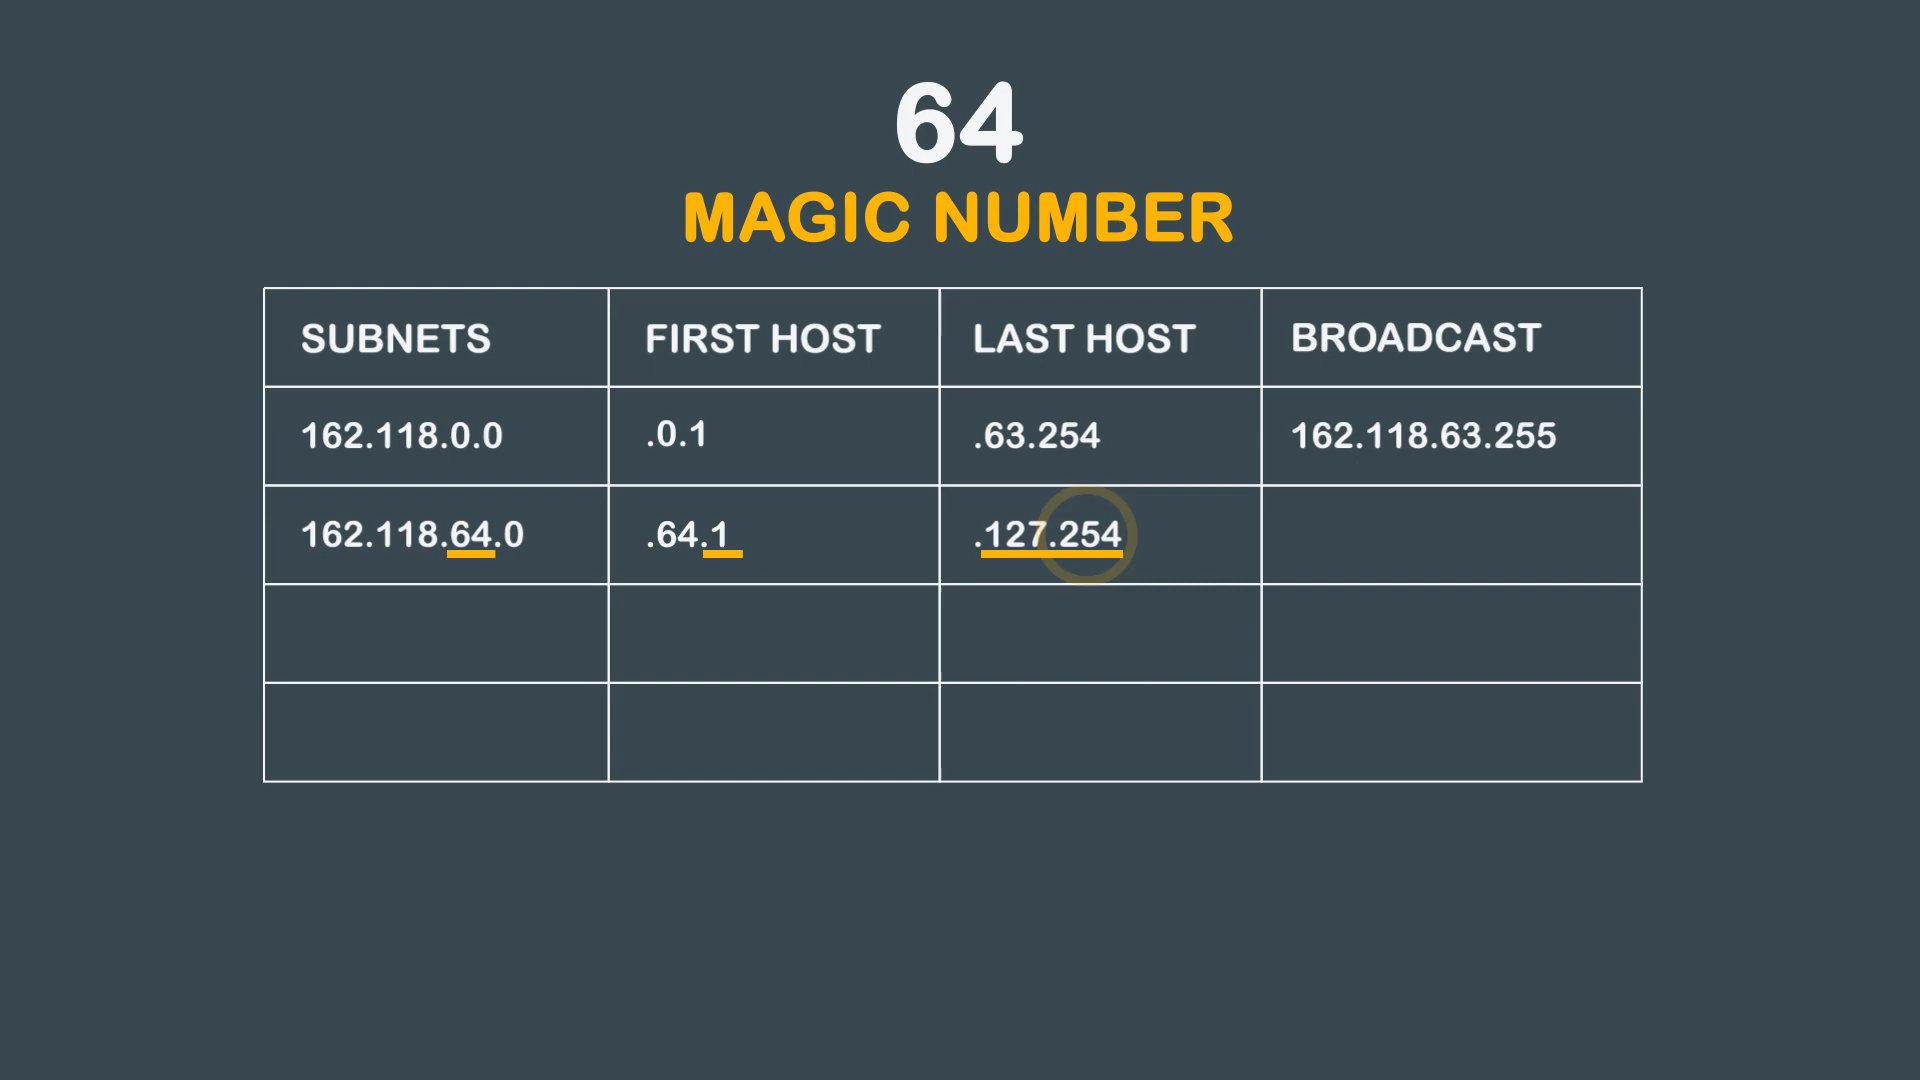 64
MAGIC NUMBER
SUBNETS FIRST HOST LAST HOST BROADCAST
162.118.0.0 .0.1 .63.254 162.118.63.255
162.118.64.0 .64.1 .127.254